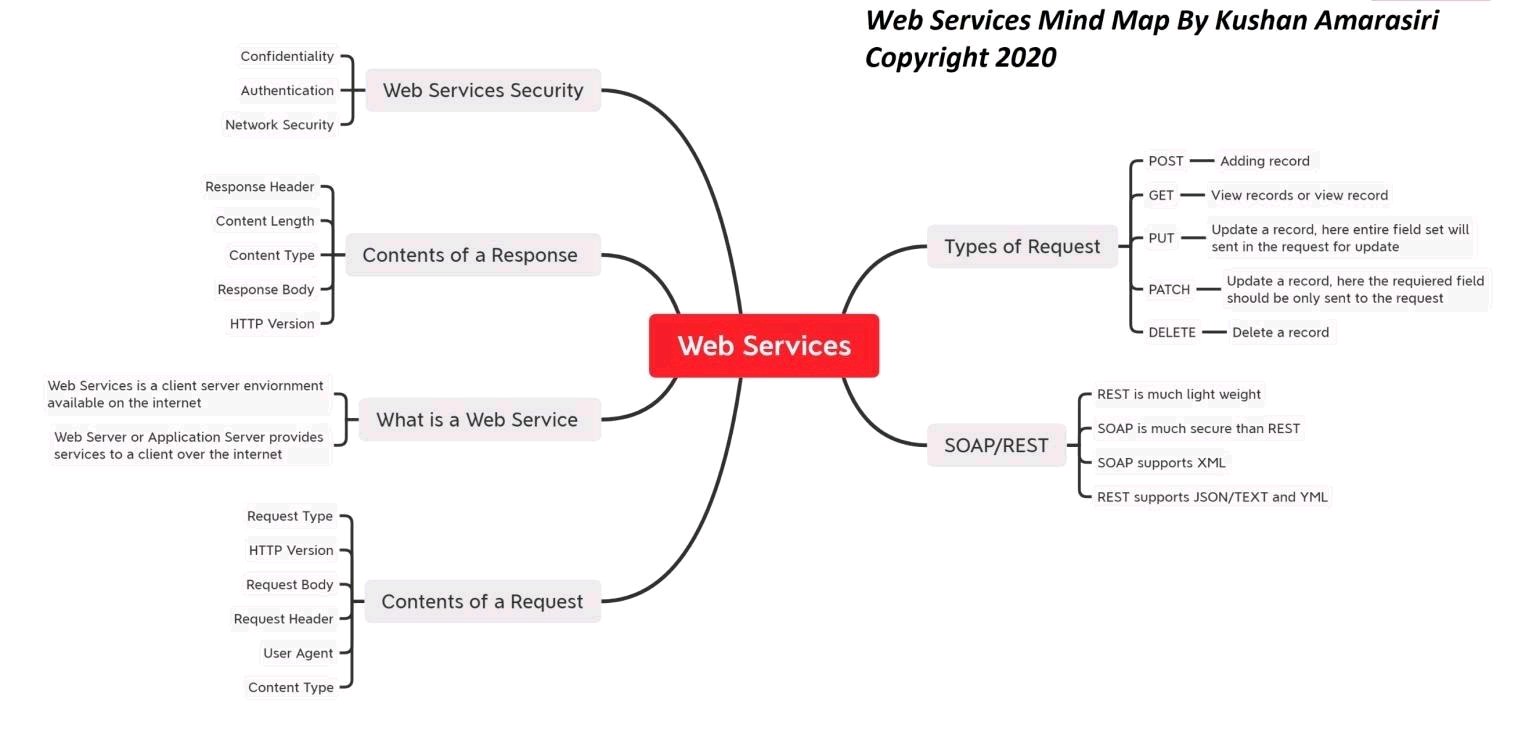 Web Services Mind Map By Kushan Amarasiri
Copyright 2020
Confidentiality
Authentication
Network Security
Web Services Security
Response Header
Content Length
Content Type
Response Body
HTTP Version
Contents of a Response
Web Services is a client server enviornment
available on the internet
Web Server or Application Server provides
services to a client over the internet
What is a Web Service
Request Type
HTTP Version
Request Body
Request Header
User Agent
Content Type
Contents of a Request
Web Services
Types of Request
POST
Adding record
GET
View records or view record
PUT
Update a record, here entire field set will
sent in the request for update
PATCH
Update a record, here the requiered field
should be only sent to the request
DELETE
Delete a record
SOAP/REST
REST is much light weight
SOAP is much secure than REST
SOAP supports XML
REST supports JSON/TEXT and YML